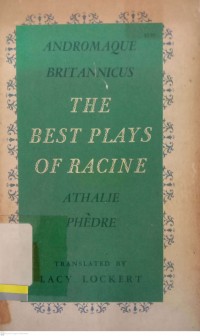 ANDROMAQUE
BRITANNICUS
THE
BEST PLAYS
OF RACINE
ATHALIE
PHÈDRE
TRANSLATED BY
LACY LOCKERT